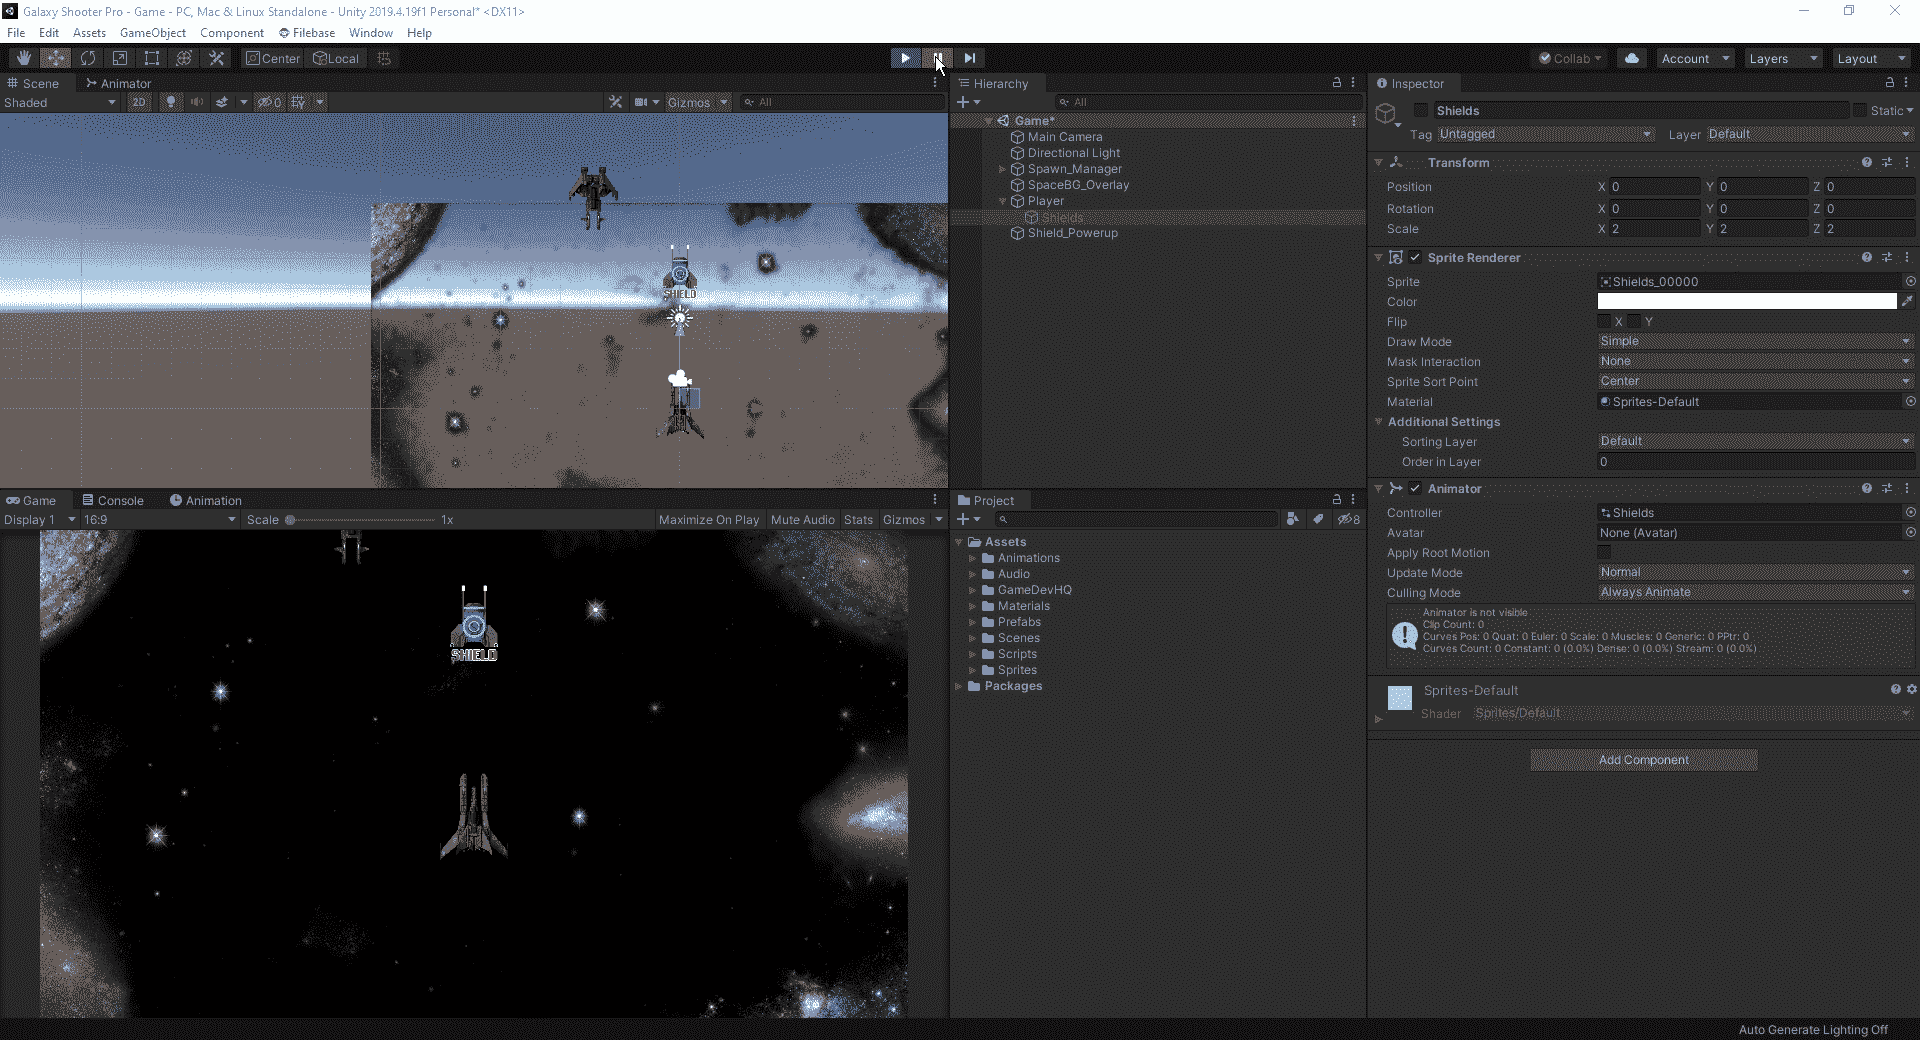 Galaxy Shooter Pro - Game - PC, Mac & Linux Standalone - Unity 2019.4.19f1 Personal* <DX11>
File Edit Assets GameObject Component Filebase Window Help
Center Local Collab Account Layers Layout
Scene Animator
Shaded 2D 0 Gizmos All
SHIELD
Hierarchy
All
Game*
Main Camera
Directional Light
Spawn_Manager
SpaceBG_Overlay
Player
Shields
Shield_Powerup
Inspector
Shields Static
Tag Untagged Layer Default
Transform
Position X 0 Y 0 Z 0
Rotation X 0 Y 0 Z 0
Scale X 2 Y 2 Z 2
Sprite Renderer
Sprite Shields_00000
Color
Flip X Y
Draw Mode Simple
Mask Interaction None
Sprite Sort Point Center
Material Sprites-Default
Additional Settings
Sorting Layer Default
Order in Layer 0
Animator
Controller Shields
Avatar None (Avatar)
Apply Root Motion
Update Mode Normal
Culling Mode Always Animate
Animator is not visible
Clip Count: 0
Curves Pos: 0 Quat: 0 Euler: 0 Scale: 0 Muscles: 0 Generic: 0 PPtr: 0
Curves Count: 0 Constant: 0 (0.0%) Dense: 0 (0.0%) Stream: 0 (0.0%)
Sprites-Default
Shader Sprites/Default
Add Component
Game Console Animation
Display 1 16:9 Scale 1x Maximize On Play Mute Audio Stats Gizmos
SHIELD
Project
8
Assets
Animations
Audio
GameDevHQ
Materials
Prefabs
Scenes
Scripts
Sprites
Packages
Auto Generate Lighting Off